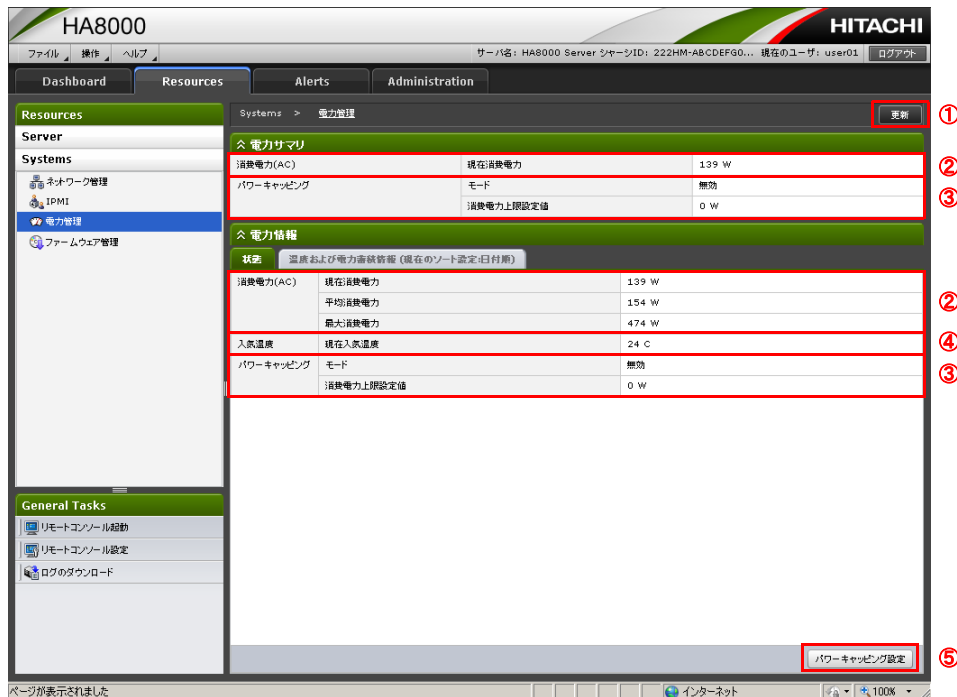 HA8000
HITACHI
ファイル 操作 ヘルプ
サーバ名: HA8000 Server シャーシID: 222HM-ABCDEFG0... 現在のユーザ: user01 ログアウト
Dashboard Resources Alerts Administration
Resources
Server
Systems
ネットワーク管理
IPMI
電力管理
ファームウェア管理
General Tasks
リモートコンソール起動
リモートコンソール設定
ログのダウンロード
Systems > 電力管理
更新 ①
電力サマリ
消費電力(AC) 現在消費電力 139 W ②
パワーキャッピング モード 無効 ③
消費電力上限設定値 0 W
電力情報
状態 温度および電力蓄積情報 (現在のソート設定:日付順)
消費電力(AC) 現在消費電力 139 W
平均消費電力 154 W ②
最大消費電力 474 W
入気温度 現在入気温度 24 C ④
パワーキャッピング モード 無効 ③
消費電力上限設定値 0 W
パワーキャッピング設定 ⑤
ページが表示されました インターネット 100%